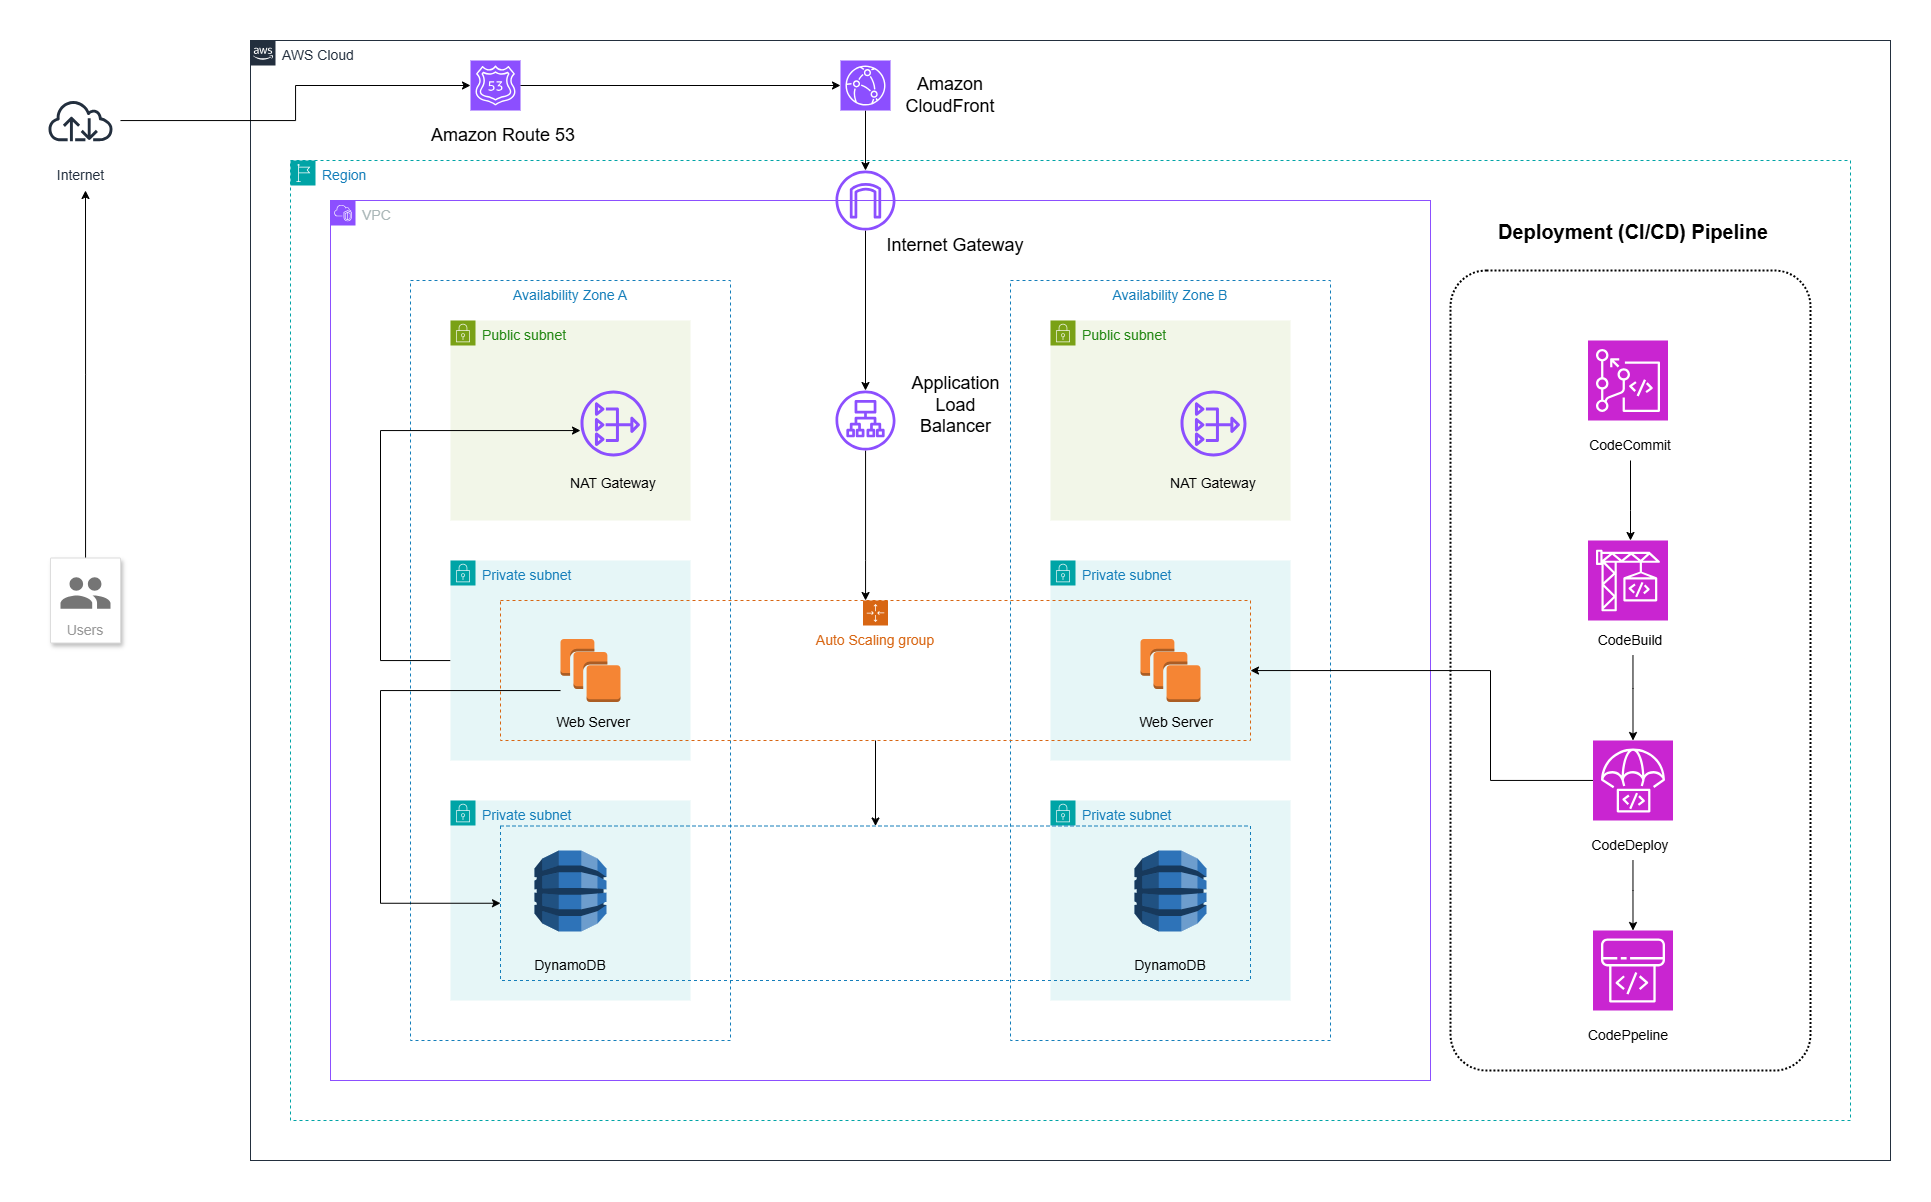 aws
AWS Cloud
53
Amazon Route 53
Amazon
CloudFront
Internet
Region
VPC
Internet Gateway
Deployment (CI/CD) Pipeline
Availability Zone A
Availability Zone B
Public subnet
Public subnet
Application
Load
Balancer
NAT Gateway
NAT Gateway
</>
CodeCommit
Private subnet
Private subnet
</>
CodeBuild
Users
Auto Scaling group
Web Server
Web Server
</>
CodeDeploy
Private subnet
Private subnet
DynamoDB
DynamoDB
</>
CodePpeline